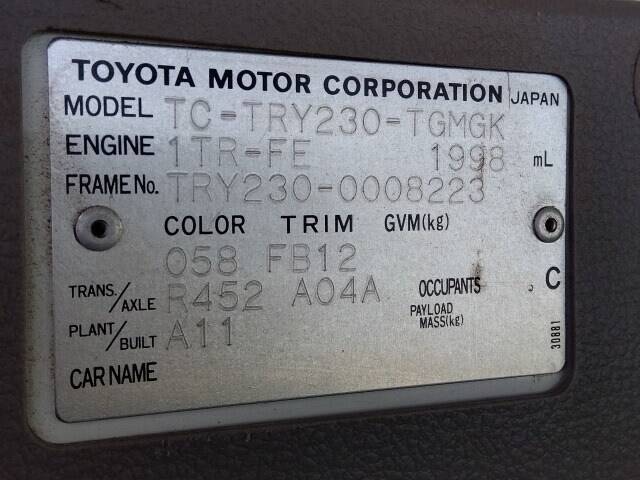 TOYOTA MOTOR CORPORATION JAPAN
MODEL TC-TRY230-TGMGK
ENGINE 1TR-FE 1998 mL
FRAME No. TRY230-0008223
COLOR TRIM GVM(kg)
058 FB12
TRANS./AXLE R452 A04A OCCUPANTS C
PAYLOAD MASS(kg)
PLANT/BUILT A11
CAR NAME
30881